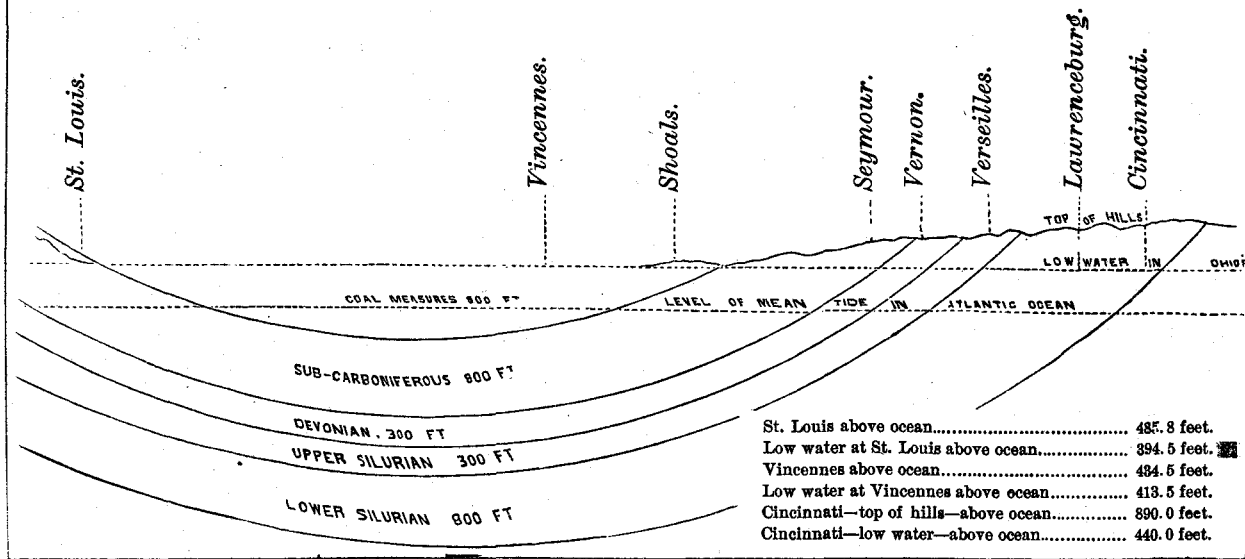 St. Louis.
Vincennes.
Shoals.
Seymour.
Vernon.
Verseilles.
Lawrenceburg.
Cincinnati.
TOP OF HILLS
LOW WATER IN OHIO
COAL MEASURES 800 FT
LEVEL OF MEAN TIDE IN ATLANTIC OCEAN
SUB-CARBONIFEROUS 800 FT
DEVONIAN. 300 FT
UPPER SILURIAN 300 FT
LOWER SILURIAN 800 FT
St. Louis above ocean................................... 485.8 feet.
Low water at St. Louis above ocean.............. 394.5 feet.
Vincennes above ocean................................. 484.5 feet.
Low water at Vincennes above ocean............. 413.5 feet.
Cincinnati—top of hills—above ocean............ 890.0 feet.
Cincinnati—low water—above ocean............. 440.0 feet.